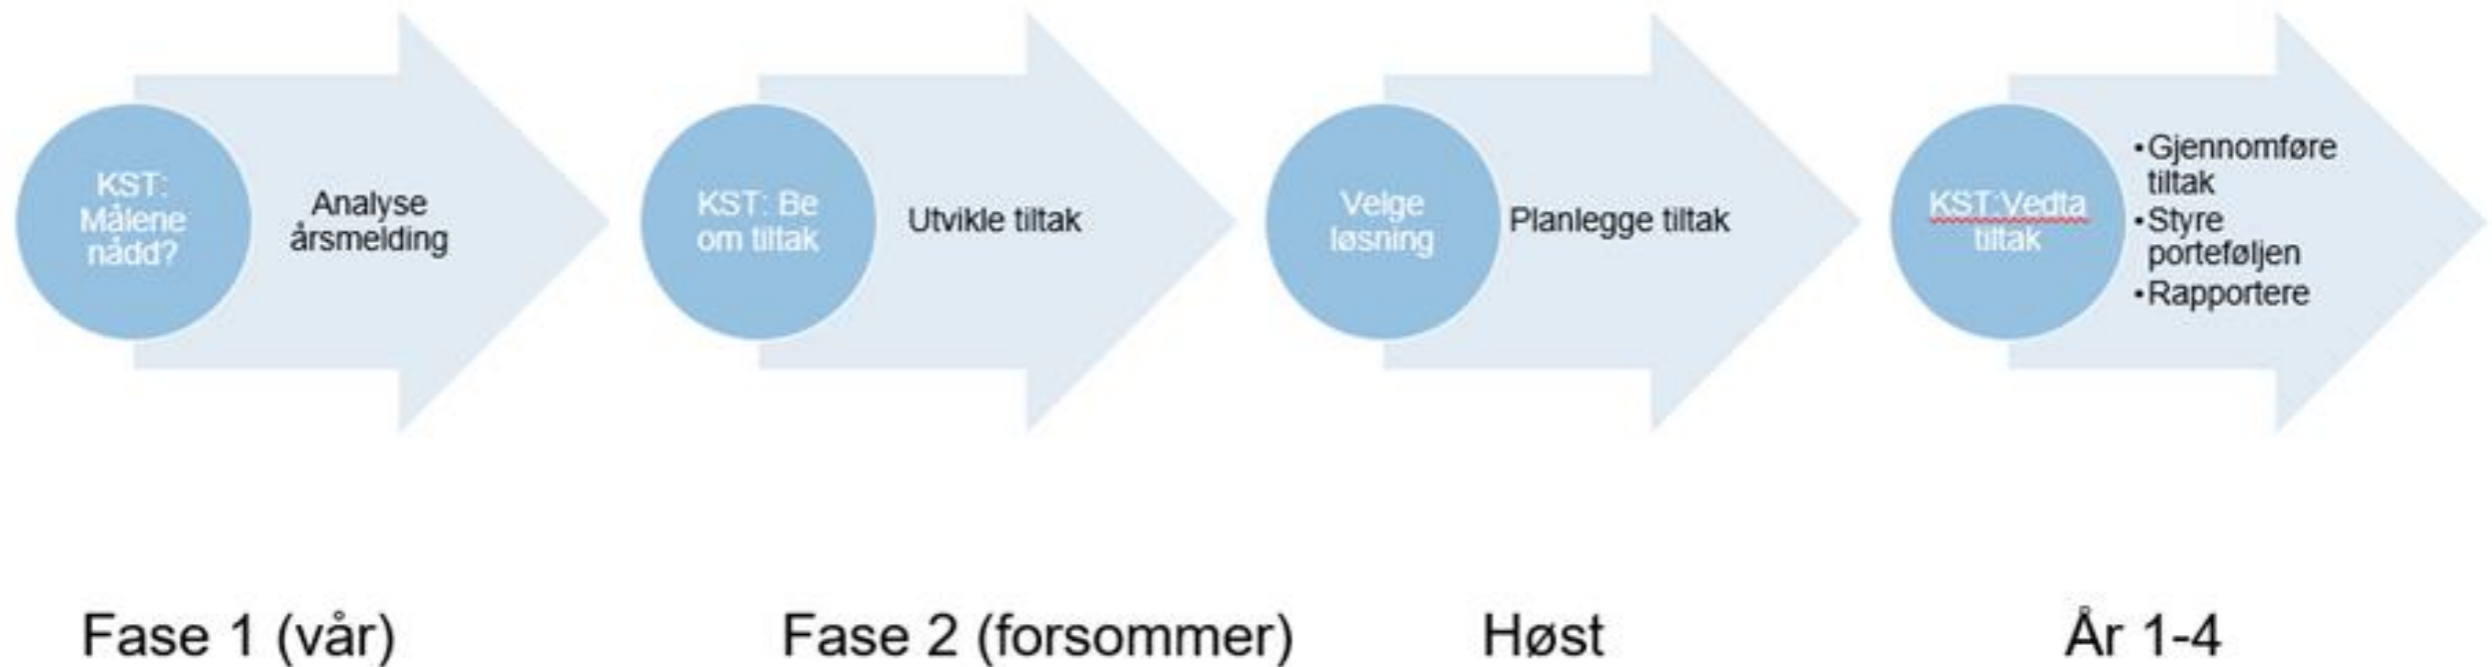 KST:
Målene
nådd?
Analyse
årsmelding
KST: Be
om tiltak
Utvikle tiltak
Velge
løsning
Planlegge tiltak
KST:Vedta
tiltak
•Gjennomføre
tiltak
•Styre
porteføljen
•Rapportere
Fase 1 (vår)
Fase 2 (forsommer)
Høst
År 1-4